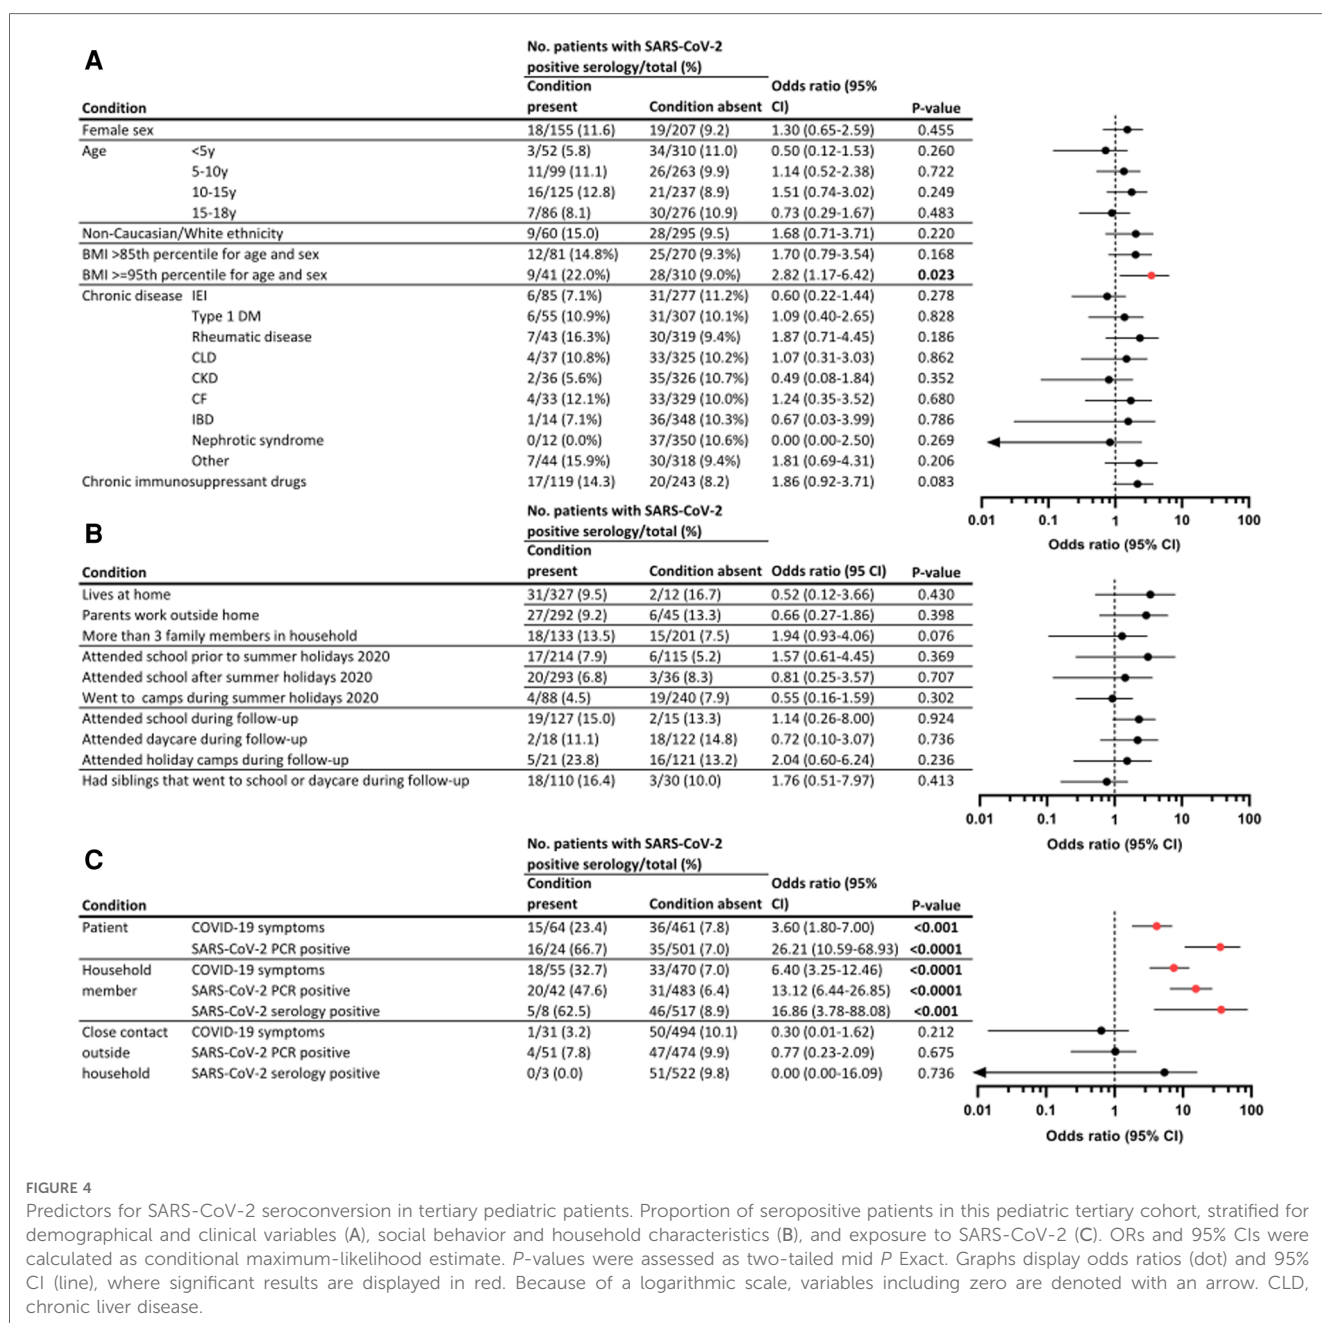 A
No. patients with SARS-CoV-2
positive serology/total (%)
Condition Odds ratio (95%
Condition present Condition absent CI) P-value
Female sex 18/155 (11.6) 19/207 (9.2) 1.30 (0.65-2.59) 0.455
Age <5y 3/52 (5.8) 34/310 (11.0) 0.50 (0.12-1.53) 0.260
5-10y 11/99 (11.1) 26/263 (9.9) 1.14 (0.52-2.38) 0.722
10-15y 16/125 (12.8) 21/237 (8.9) 1.51 (0.74-3.02) 0.249
15-18y 7/86 (8.1) 30/276 (10.9) 0.73 (0.29-1.67) 0.483
Non-Caucasian/White ethnicity 9/60 (15.0) 28/295 (9.5) 1.68 (0.71-3.71) 0.220
BMI >85th percentile for age and sex 12/81 (14.8%) 25/270 (9.3%) 1.70 (0.79-3.54) 0.168
BMI >=95th percentile for age and sex 9/41 (22.0%) 28/310 (9.0%) 2.82 (1.17-6.42) 0.023
Chronic disease IEI 6/85 (7.1%) 31/277 (11.2%) 0.60 (0.22-1.44) 0.278
Type 1 DM 6/55 (10.9%) 31/307 (10.1%) 1.09 (0.40-2.65) 0.828
Rheumatic disease 7/43 (16.3%) 30/319 (9.4%) 1.87 (0.71-4.45) 0.186
CLD 4/37 (10.8%) 33/325 (10.2%) 1.07 (0.31-3.03) 0.862
CKD 2/36 (5.6%) 35/326 (10.7%) 0.49 (0.08-1.84) 0.352
CF 4/33 (12.1%) 33/329 (10.0%) 1.24 (0.35-3.52) 0.680
IBD 1/14 (7.1%) 36/348 (10.3%) 0.67 (0.03-3.99) 0.786
Nephrotic syndrome 0/12 (0.0%) 37/350 (10.6%) 0.00 (0.00-2.50) 0.269
Other 7/44 (15.9%) 30/318 (9.4%) 1.81 (0.69-4.31) 0.206
Chronic immunosuppressant drugs 17/119 (14.3) 20/243 (8.2) 1.86 (0.92-3.71) 0.083
0.01 0.1 1 10 100
Odds ratio (95% CI)
B
No. patients with SARS-CoV-2
positive serology/total (%)
Condition
Condition present Condition absent Odds ratio (95 CI) P-value
Lives at home 31/327 (9.5) 2/12 (16.7) 0.52 (0.12-3.66) 0.430
Parents work outside home 27/292 (9.2) 6/45 (13.3) 0.66 (0.27-1.86) 0.398
More than 3 family members in household 18/133 (13.5) 15/201 (7.5) 1.94 (0.93-4.06) 0.076
Attended school prior to summer holidays 2020 17/214 (7.9) 6/115 (5.2) 1.57 (0.61-4.45) 0.369
Attended school after summer holidays 2020 20/293 (6.8) 3/36 (8.3) 0.81 (0.25-3.57) 0.707
Went to camps during summer holidays 2020 4/88 (4.5) 19/240 (7.9) 0.55 (0.16-1.59) 0.302
Attended school during follow-up 19/127 (15.0) 2/15 (13.3) 1.14 (0.26-8.00) 0.924
Attended daycare during follow-up 2/18 (11.1) 18/122 (14.8) 0.72 (0.10-3.07) 0.736
Attended holiday camps during follow-up 5/21 (23.8) 16/121 (13.2) 2.04 (0.60-6.24) 0.236
Had siblings that went to school or daycare during follow-up 18/110 (16.4) 3/30 (10.0) 1.76 (0.51-7.97) 0.413
0.01 0.1 1 10 100
Odds ratio (95% CI)
C
No. patients with SARS-CoV-2
positive serology/total (%)
Condition Odds ratio (95%
Condition present Condition absent CI) P-value
Patient COVID-19 symptoms 15/64 (23.4) 36/461 (7.8) 3.60 (1.80-7.00) <0.001
SARS-CoV-2 PCR positive 16/24 (66.7) 35/501 (7.0) 26.21 (10.59-68.93) <0.0001
Household COVID-19 symptoms 18/55 (32.7) 33/470 (7.0) 6.40 (3.25-12.46) <0.0001
member SARS-CoV-2 PCR positive 20/42 (47.6) 31/483 (6.4) 13.12 (6.44-26.85) <0.0001
SARS-CoV-2 serology positive 5/8 (62.5) 46/517 (8.9) 16.86 (3.78-88.08) <0.001
Close contact COVID-19 symptoms 1/31 (3.2) 50/494 (10.1) 0.30 (0.01-1.62) 0.212
outside SARS-CoV-2 PCR positive 4/51 (7.8) 47/474 (9.9) 0.77 (0.23-2.09) 0.675
household SARS-CoV-2 serology positive 0/3 (0.0) 51/522 (9.8) 0.00 (0.00-16.09) 0.736
0.01 0.1 1 10 100
Odds ratio (95% CI)
FIGURE 4
Predictors for SARS-CoV-2 seroconversion in tertiary pediatric patients. Proportion of seropositive patients in this pediatric tertiary cohort, stratified for
demographical and clinical variables (A), social behavior and household characteristics (B), and exposure to SARS-CoV-2 (C). ORs and 95% CIs were
calculated as conditional maximum-likelihood estimate. P-values were assessed as two-tailed mid P Exact. Graphs display odds ratios (dot) and 95%
CI (line), where significant results are displayed in red. Because of a logarithmic scale, variables including zero are denoted with an arrow. CLD,
chronic liver disease.